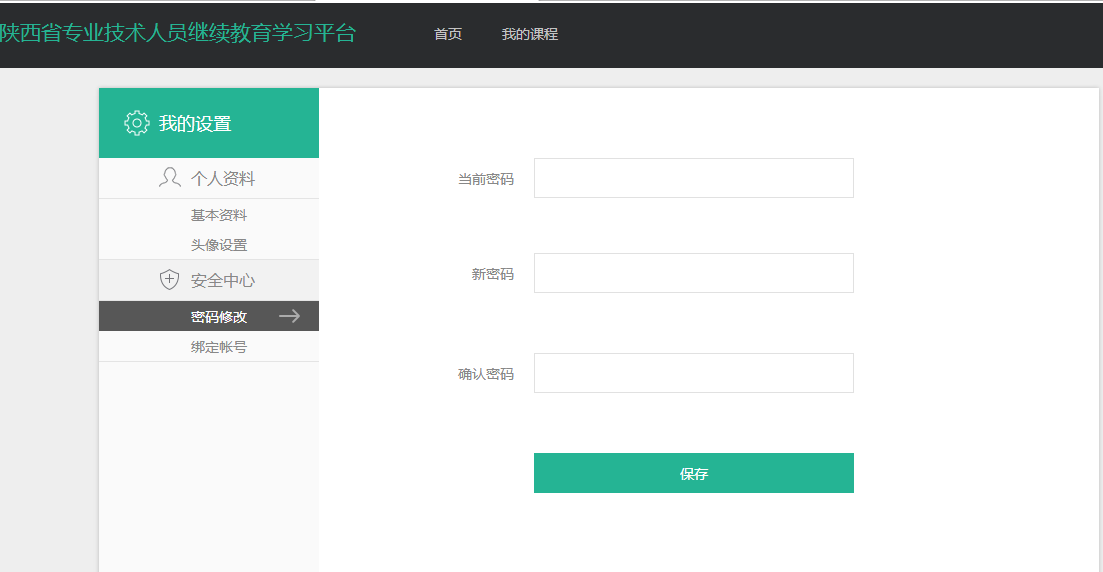 陕西省专业技术人员继续教育学习平台 首页 我的课程
我的设置
个人资料
基本资料
头像设置
安全中心
密码修改
绑定帐号
当前密码
新密码
确认密码
保存